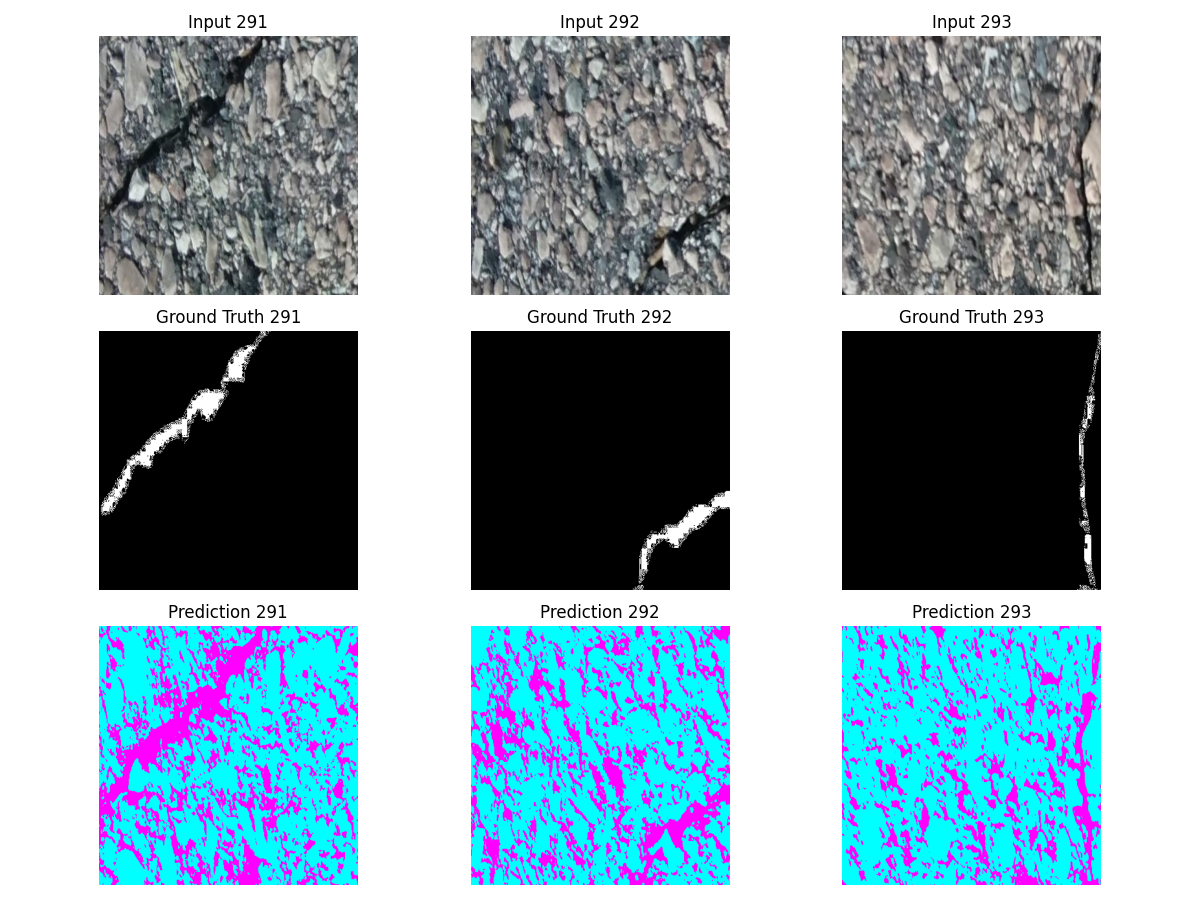 Input 291
Input 292
Input 293
Ground Truth 291
Ground Truth 292
Ground Truth 293
Prediction 291
Prediction 292
Prediction 293